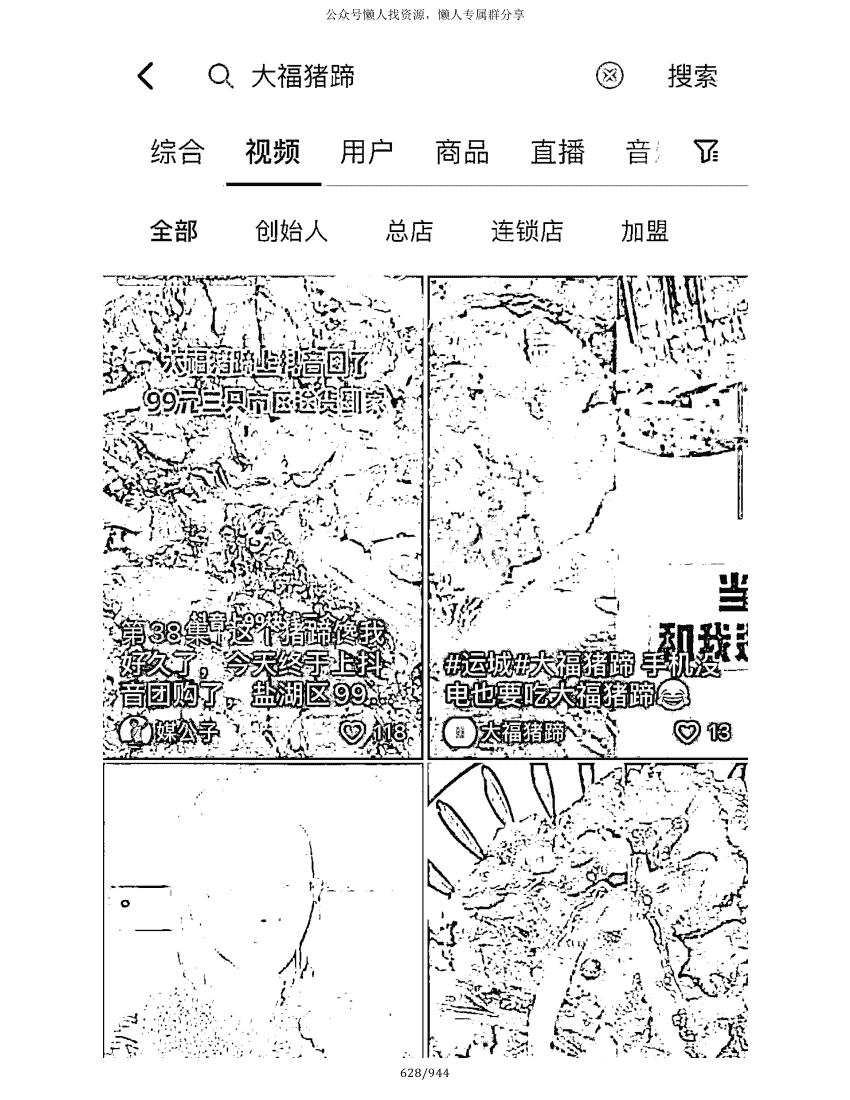 公众号懒人找资源，懒人专属群分享
大福猪蹄
搜索
综合 视频 用户 商品 直播 音
全部 创始人 总店 连锁店 加盟
大福猪蹄上抖音团了
99元三只市区送货到家
第38集 这个猪蹄馋我
好久了，今天终于上抖
音团购了，盐湖区99...
媒公子 118
当
和我
#运城#大福猪蹄 手机没
电也要吃大福猪蹄😂
大福猪蹄 13
628/944